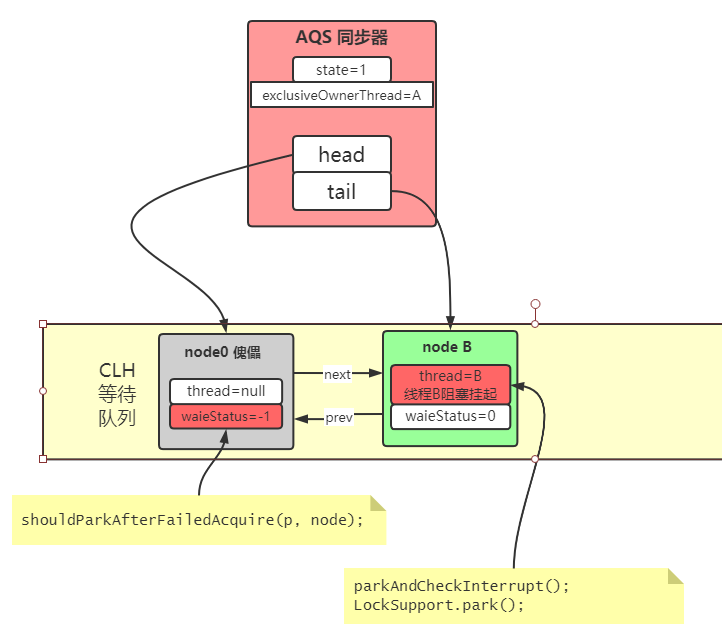 AQS 同步器
state=1
exclusiveOwnerThread=A
head
tail
CLH
等待
队列
node0 傀儡
thread=null
waieStatus=-1
next
prev
node B
thread=B
线程B阻塞挂起
waieStatus=0
shouldParkAfterFailedAcquire(p, node);
parkAndCheckInterrupt();
LockSupport.park();